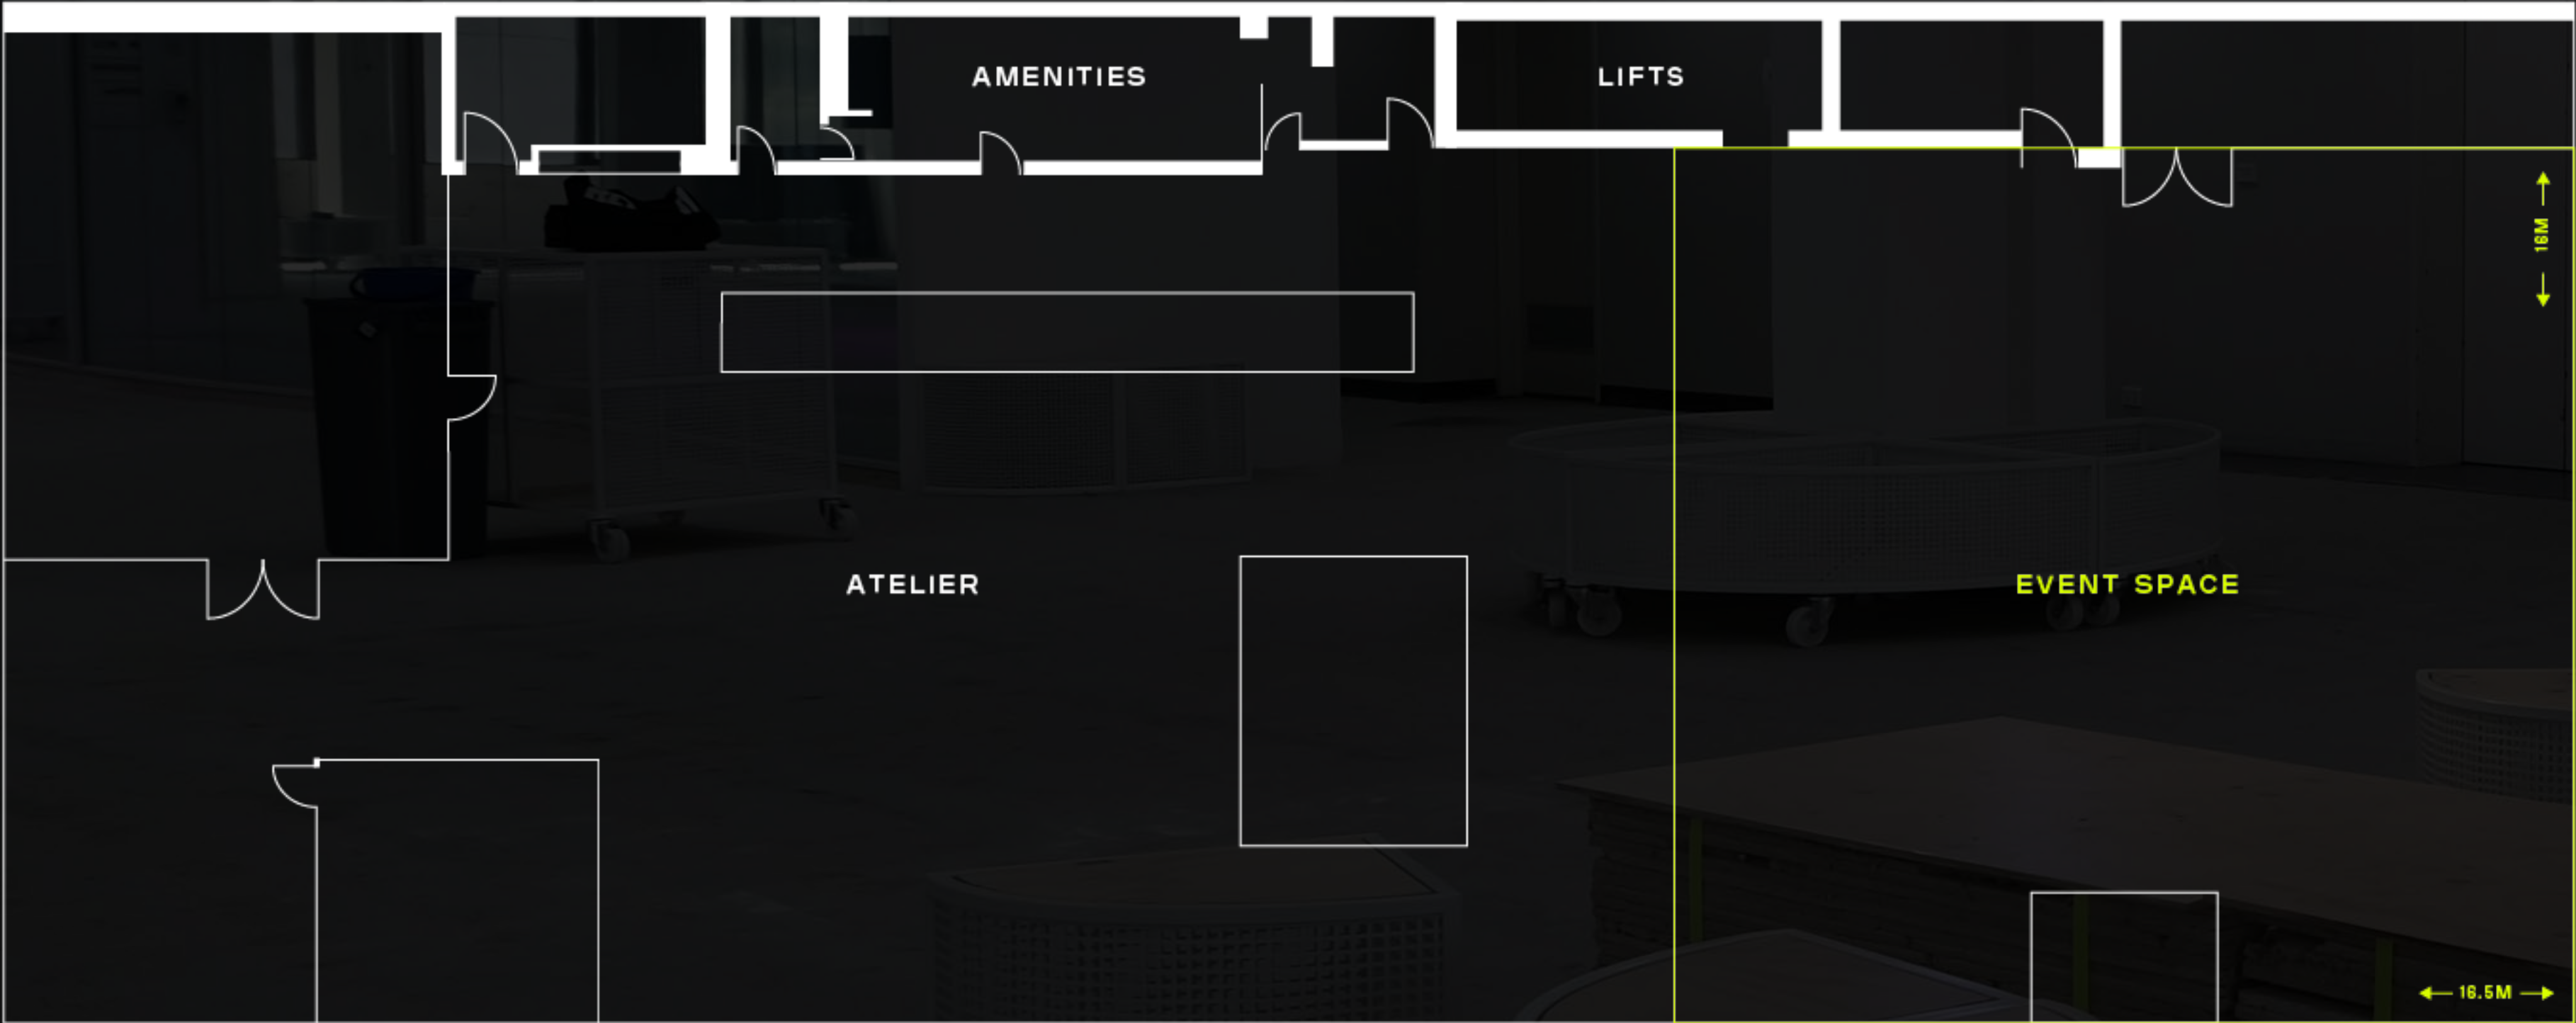 AMENITIES
LIFTS
16M
ATELIER
EVENT SPACE
16.5M